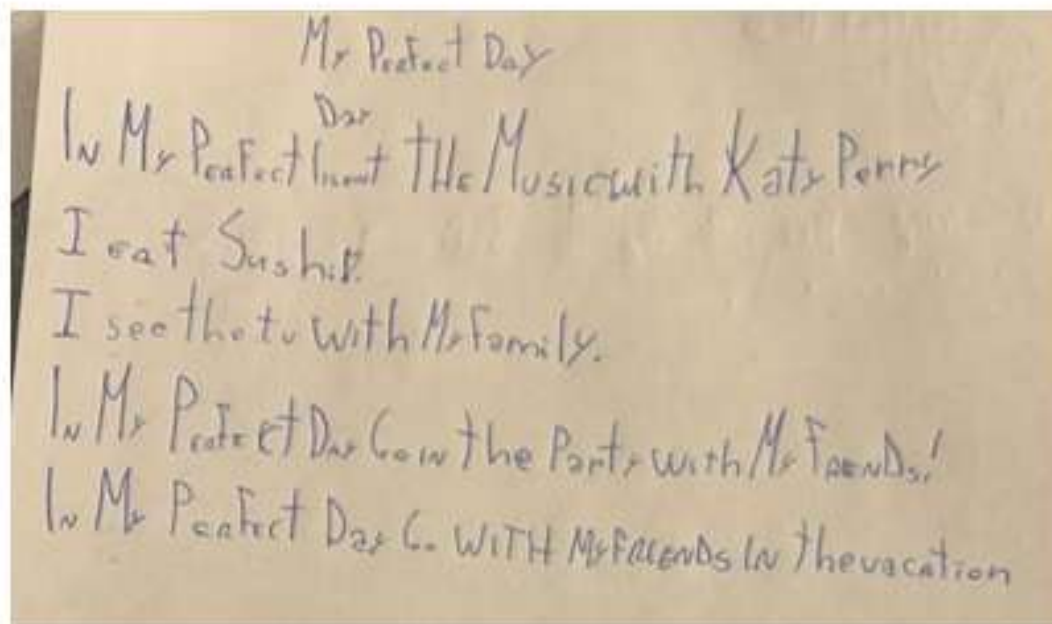 My Perfect Day
Day
In My Perfect the Music with Katy Perry
I eat Sushi.
I see the tv with My Family.
In My Perfect Day Go in the Party with My Frends!
In My Perfect Day Go WITH My FRIENDS IN the vacation